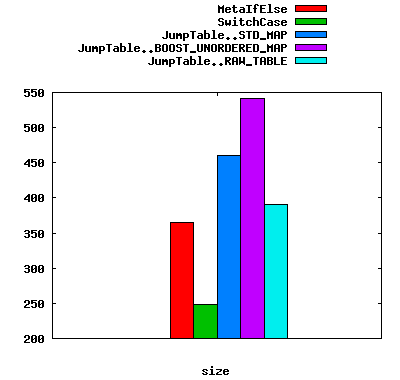 MetaIfElse
SwitchCase
JumpTable..STD_MAP
JumpTable..BOOST_UNORDERED_MAP
JumpTable..RAW_TABLE
550
500
450
400
350
300
250
200
size